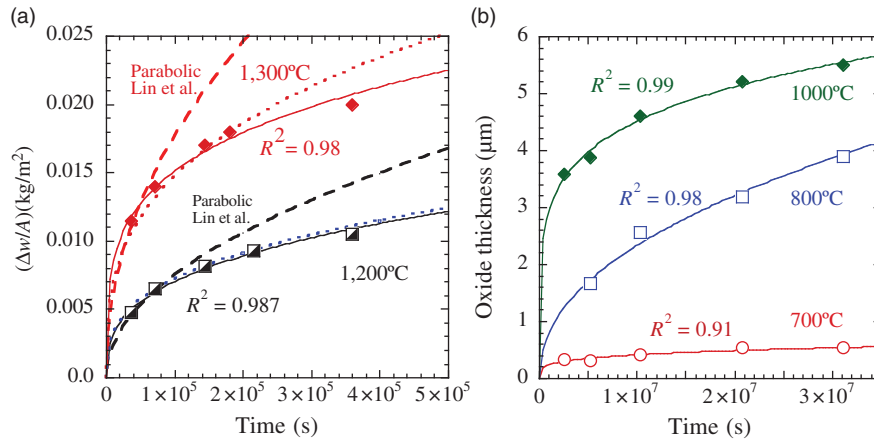 (a)
0.025
0.020
0.015
0.010
0.005
0.0
(Δw/A)(kg/m²)
Parabolic
Lin et al.
1,300ºC
R² = 0.98
Parabolic
Lin et al.
1,200ºC
R² = 0.987
0 1×10⁵ 2×10⁵ 3×10⁵ 4×10⁵ 5×10⁵
Time (s)
(b)
6
5
4
3
2
1
0
Oxide thickness (μm)
R² = 0.99
1000ºC
R² = 0.98
800ºC
R² = 0.91
700ºC
0 1×10⁷ 2×10⁷ 3×10⁷
Time (s)